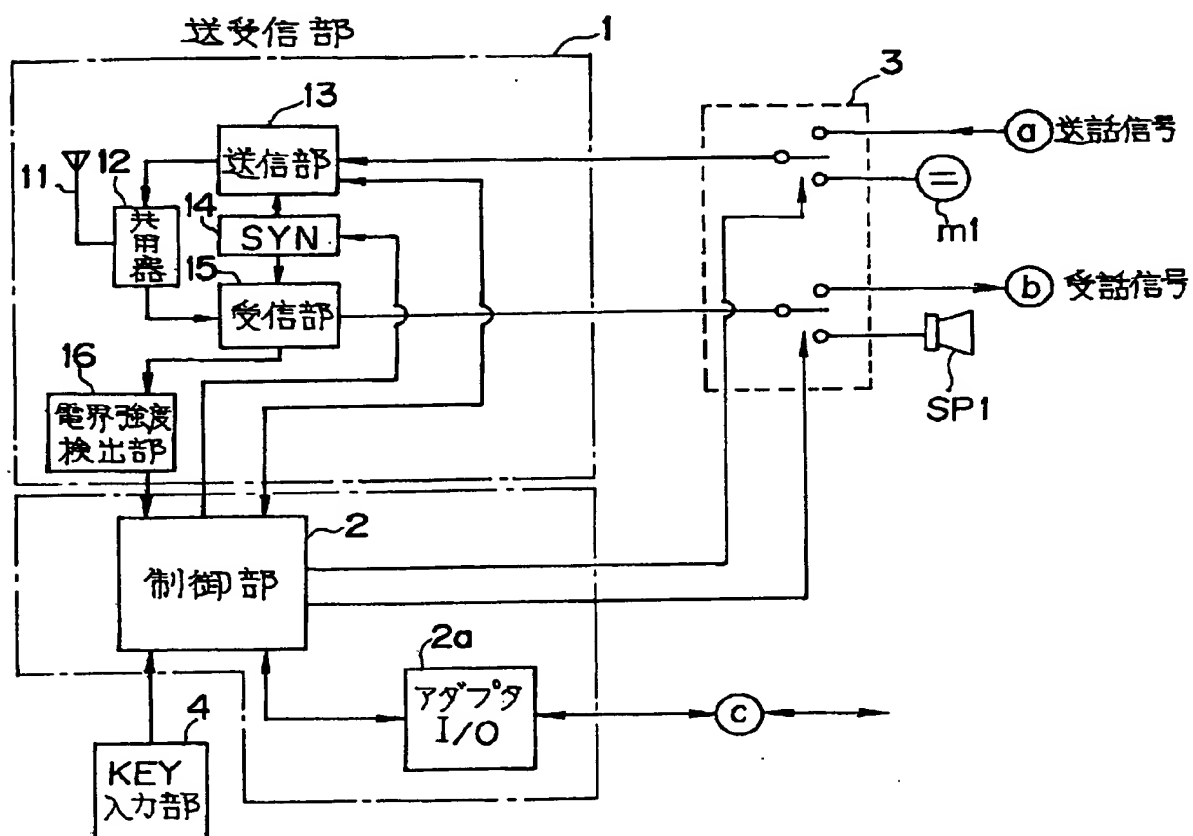 送受信部
1
13
3
送信部
a
送話信号
12
11
共用器
14
SYN
m1
15
受信部
b
受話信号
16
電界強度
検出部
SP1
2
制御部
2a
アダプタ
I/O
c
4
KEY
入力部